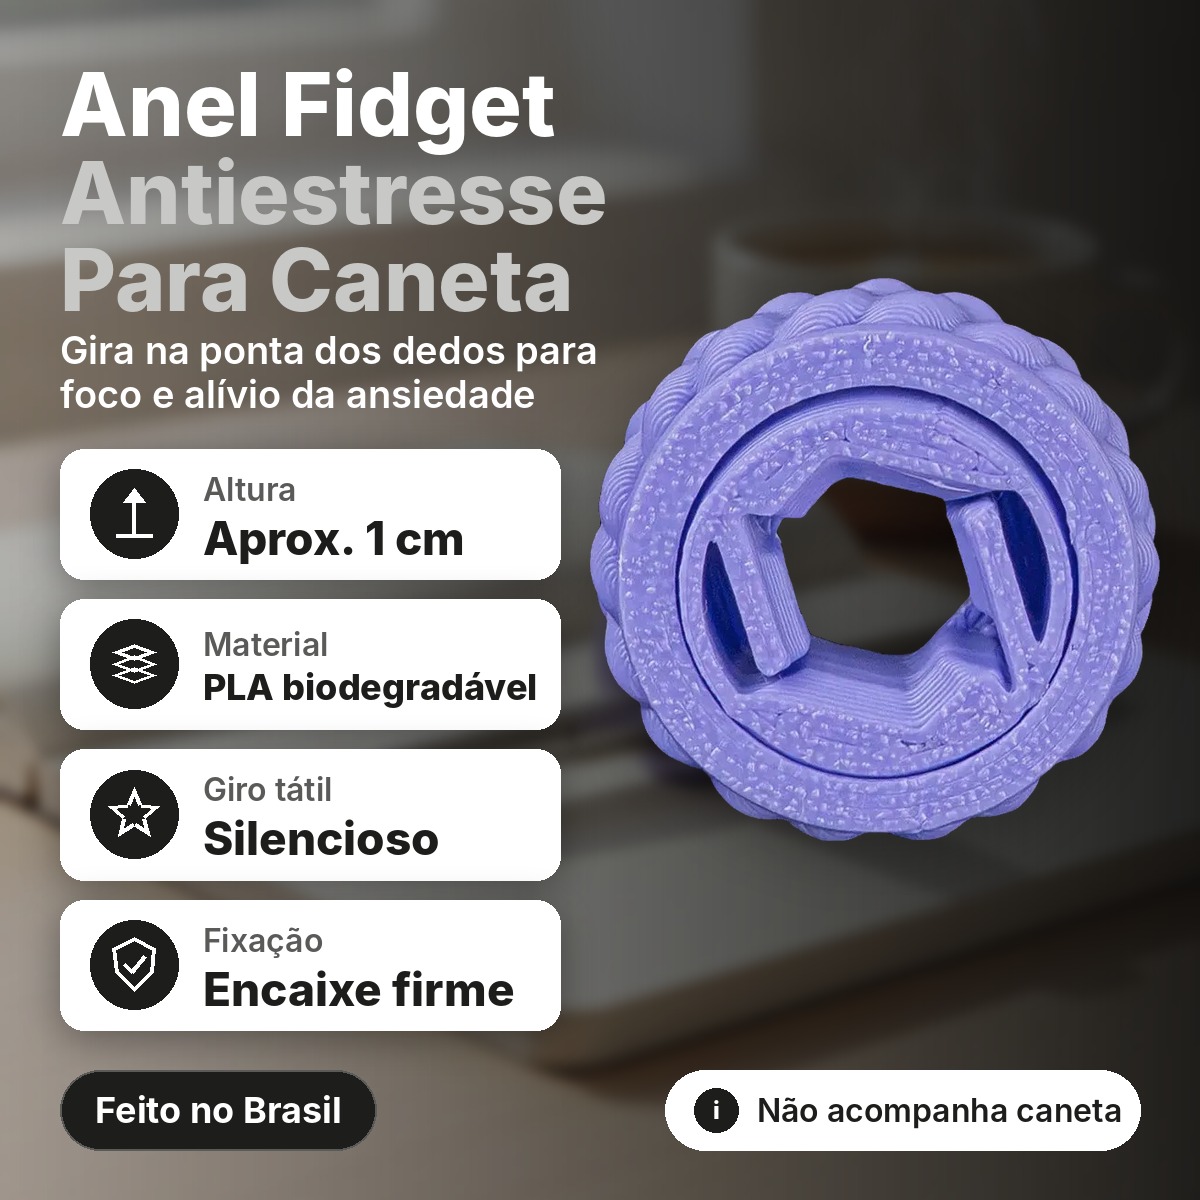 Anel Fidget
Antiestresse
Para Caneta
Gira na ponta dos dedos para
foco e alívio da ansiedade
Altura
Aprox. 1 cm
Material
PLA biodegradável
Giro tátil
Silencioso
Fixação
Encaixe firme
Feito no Brasil
i Não acompanha caneta